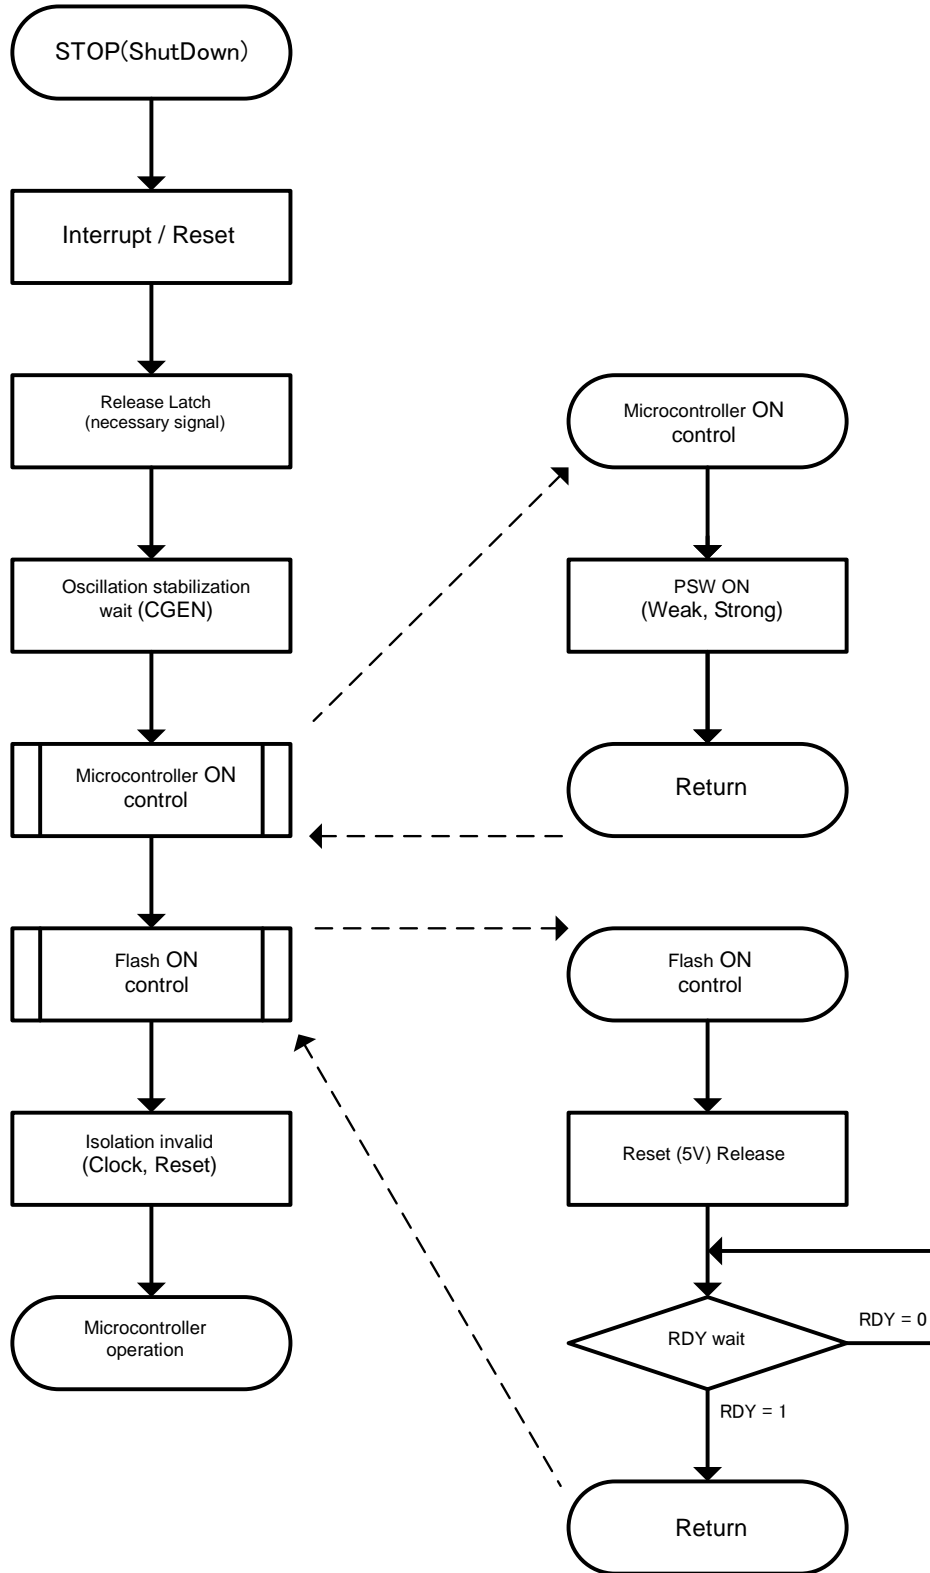 STOP(ShutDown)
Interrupt / Reset
Release Latch
(necessary signal)
Oscillation stabilization
wait (CGEN)
Microcontroller ON
control
Flash ON
control
Isolation invalid
(Clock, Reset)
Microcontroller
operation
Microcontroller ON
control
PSW ON
(Weak, Strong)
Return
Flash ON
control
Reset (5V) Release
RDY wait
RDY = 0
RDY = 1
Return